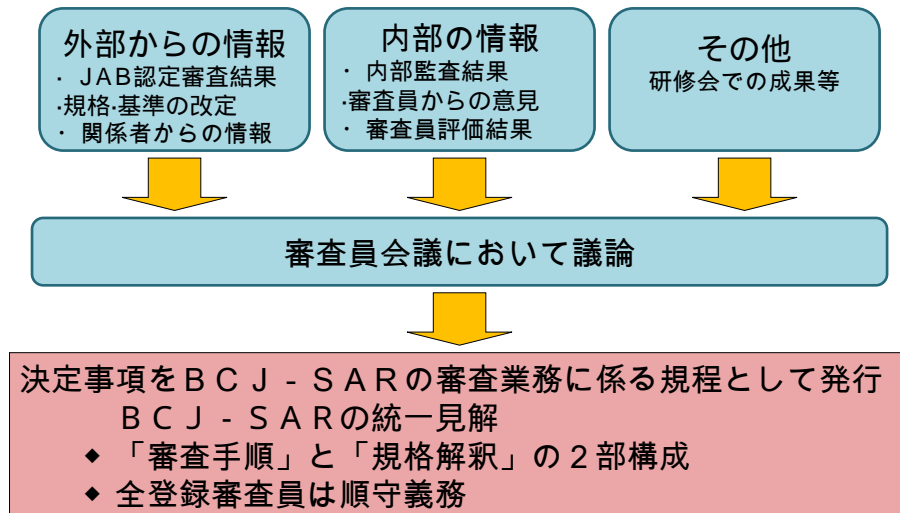 外部からの情報
・ JAB認定審査結果
・規格・基準の改定
・ 関係者からの情報
内部の情報
・ 内部監査結果
・審査員からの意見
・ 審査員評価結果
その他
研修会での成果等
審査員会議において議論
決定事項をＢＣＪ‐ＳＡＲの審査業務に係る規程として発行
ＢＣＪ‐ＳＡＲの統一見解
◆ 「審査手順」と「規格解釈」の２部構成
◆ 全登録審査員は順守義務